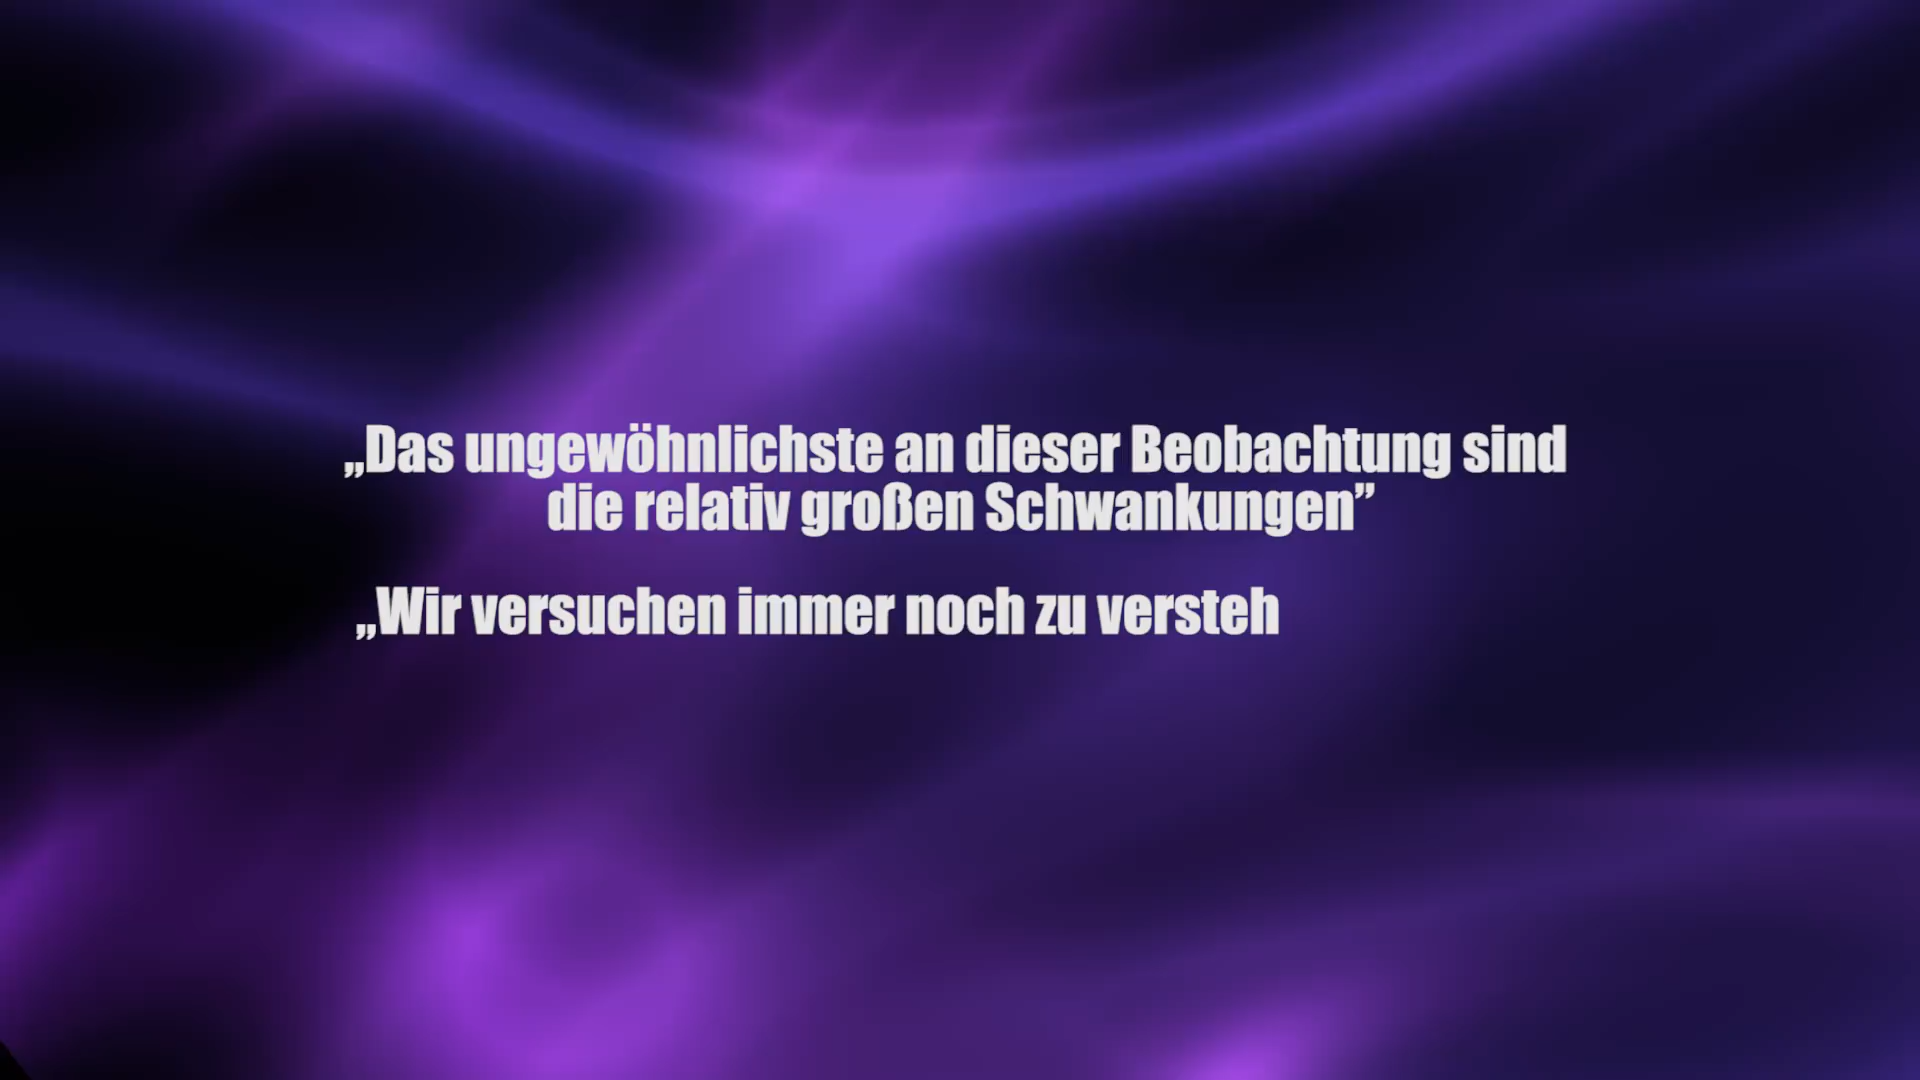 „Das ungewöhnlichste an dieser Beobachtung sind
die relativ großen Schwankungen”
„Wir versuchen immer noch zu versteh